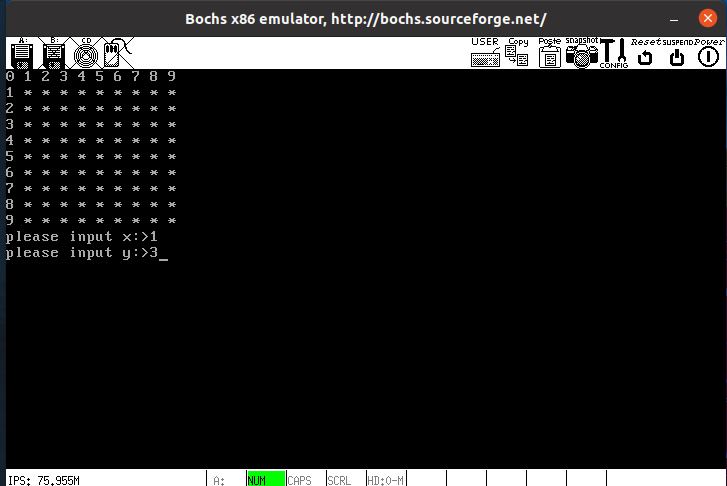 Bochs x86 emulator, http://bochs.sourceforge.net/
A: B: CD USER Copy Paste snapshot CONFIG Reset SUSPEND Power
0 1 2 3 4 5 6 7 8 9
1 * * * * * * * * *
2 * * * * * * * * *
3 * * * * * * * * *
4 * * * * * * * * *
5 * * * * * * * * *
6 * * * * * * * * *
7 * * * * * * * * *
8 * * * * * * * * *
9 * * * * * * * * *
please input x:>1
please input y:>3_
IPS: 75.955M A: NUM CAPS SCRL HD:0-M